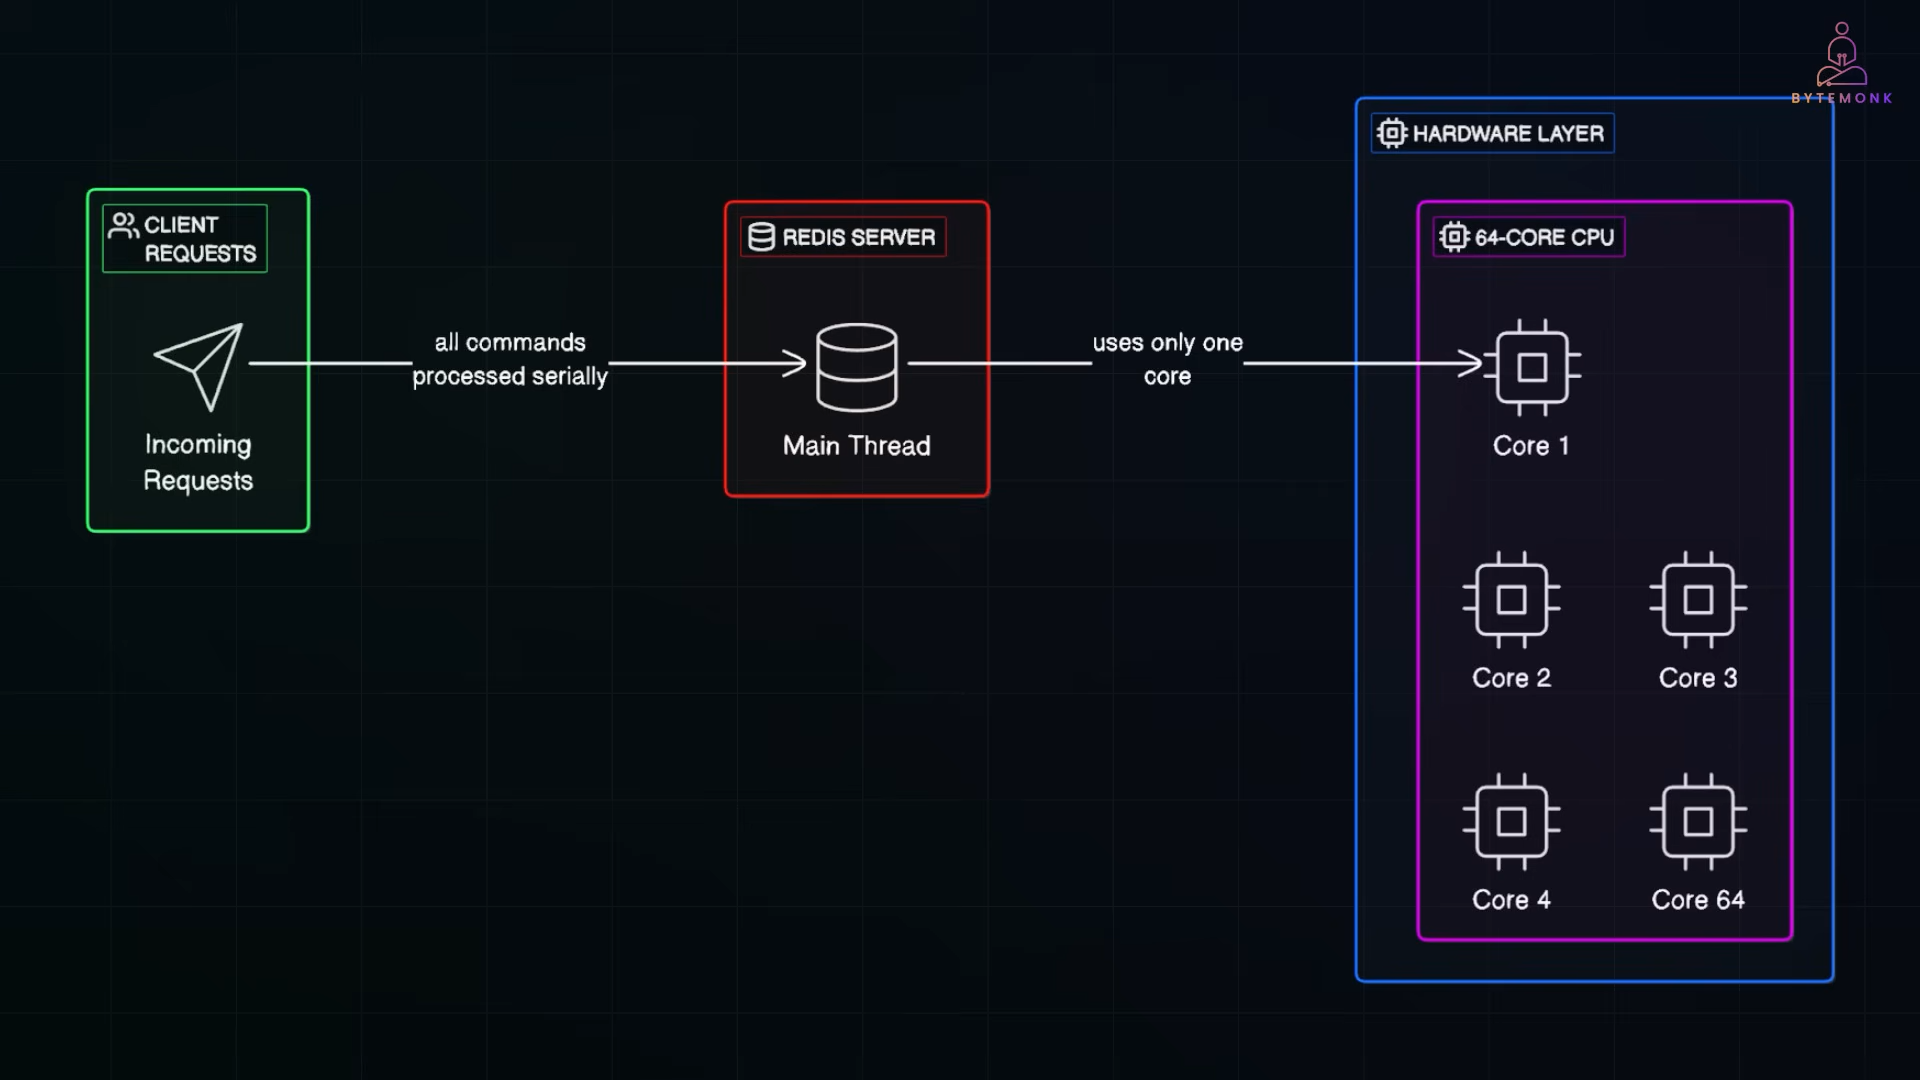 BYTEMONK
HARDWARE LAYER
CLIENT
REQUESTS
REDIS SERVER
64-CORE CPU
all commands
processed serially
uses only one
core
Incoming
Requests
Main Thread
Core 1
Core 2
Core 3
Core 4
Core 64